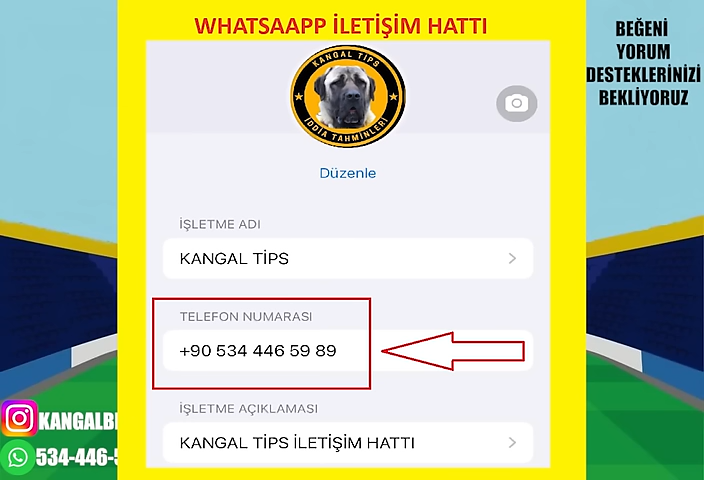 WHATSAAPP İLETİŞİM HATTI
BEĞENİ
YORUM
DESTEKLERİNİZİ
BEKLİYORUZ
KANGAL TİPS
İDDİA TAHMİNLERİ
Düzenle
İŞLETME ADI
KANGAL TİPS
TELEFON NUMARASI
+90 534 446 59 89
İŞLETME AÇIKLAMASI
KANGAL TİPS İLETİŞİM HATTI
KANGALB
534-446-5